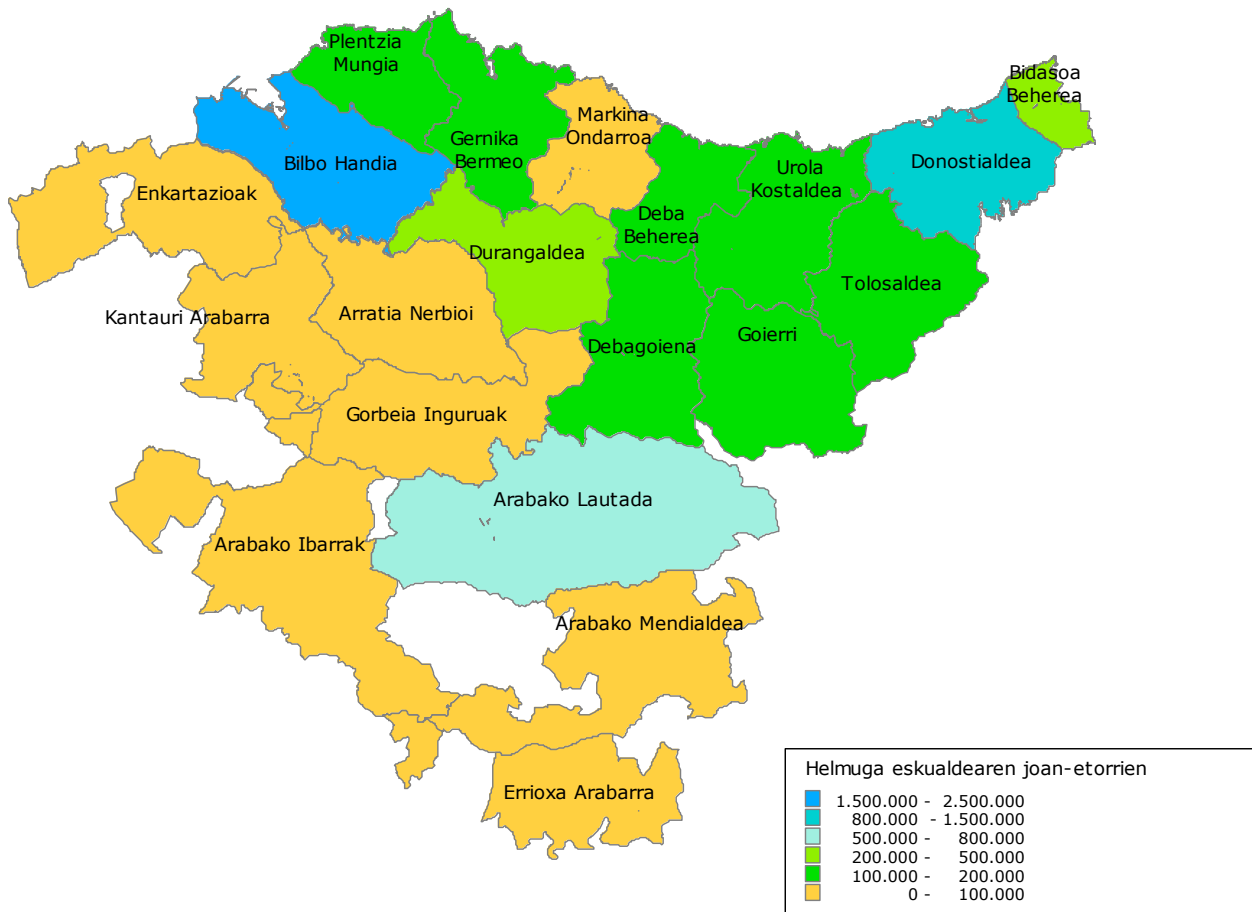 Plentzia
Mungia
Bidasoa
Beherea
Markina
Ondarroa
Gernika
Bermeo
Bilbo Handia
Urola
Kostaldea
Donostialdea
Enkartazioak
Deba
Beherea
Durangaldea
Tolosaldea
Kantauri Arabarra
Arratia Nerbioi
Debagoiena
Goierri
Gorbeia Inguruak
Arabako Lautada
Arabako Ibarrak
Arabako Mendialdea
Errioxa Arabarra
Helmuga eskualdearen joan-etorrien
1.500.000 - 2.500.000
800.000 - 1.500.000
500.000 - 800.000
200.000 - 500.000
100.000 - 200.000
0 - 100.000